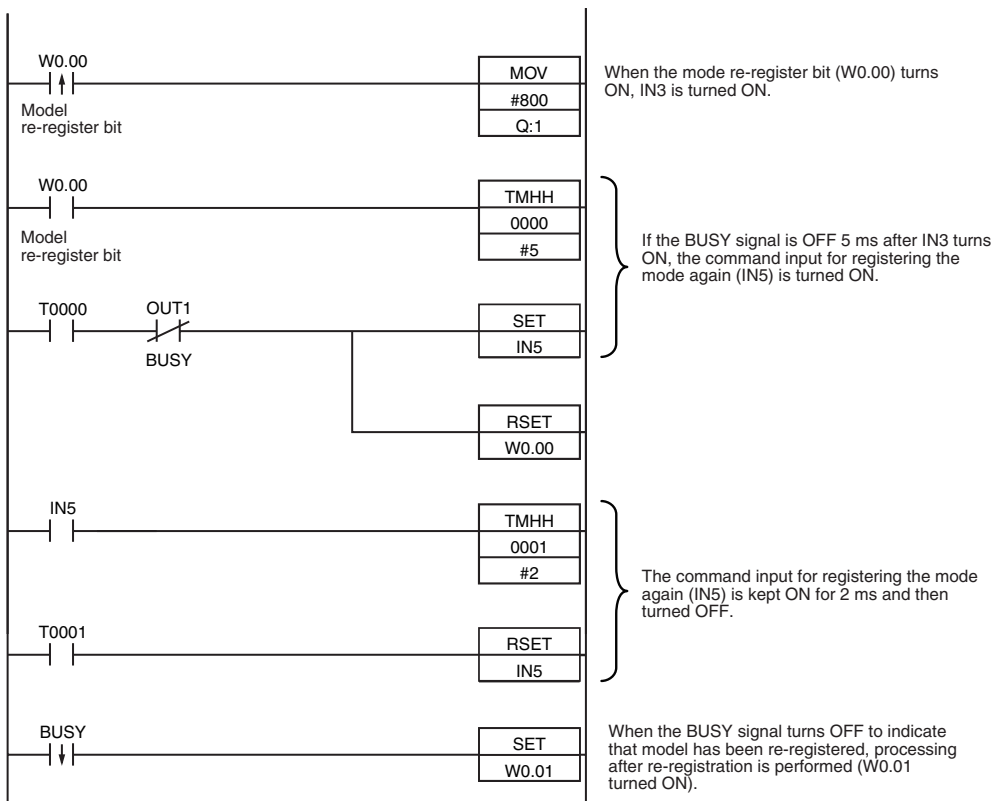 W0.00
Model
re-register bit
MOV
#800
Q:1
When the mode re-register bit (W0.00) turns
ON, IN3 is turned ON.
W0.00
Model
re-register bit
TMHH
0000
#5
If the BUSY signal is OFF 5 ms after IN3 turns
ON, the command input for registering the
mode again (IN5) is turned ON.
T0000
OUT1
BUSY
SET
IN5
RSET
W0.00
IN5
TMHH
0001
#2
The command input for registering the mode
again (IN5) is kept ON for 2 ms and then
turned OFF.
T0001
RSET
IN5
BUSY
SET
W0.01
When the BUSY signal turns OFF to indicate
that model has been re-registered, processing
after re-registration is performed (W0.01
turned ON).